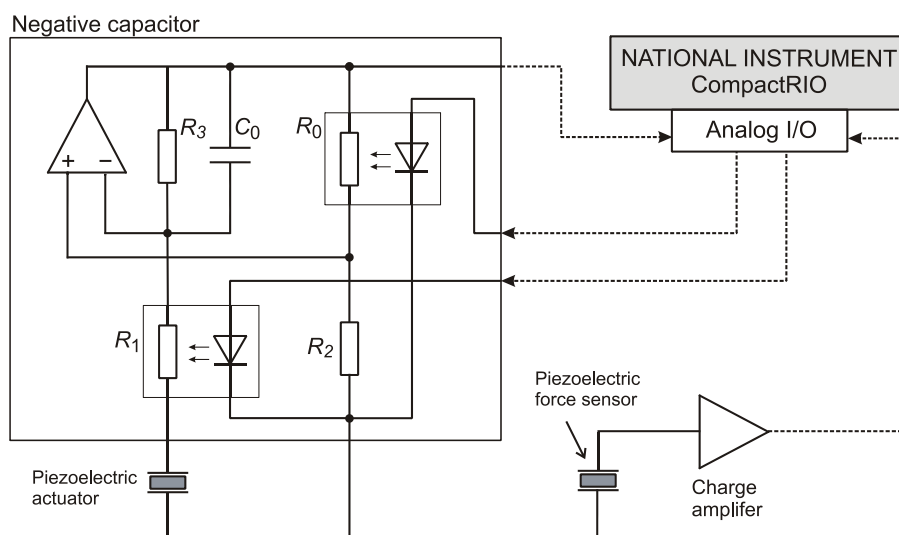 Negative capacitor
NATIONAL INSTRUMENT
CompactRIO
Analog I/O
R3
C0
R0
+ −
R1
R2
Piezoelectric
force sensor
Piezoelectric
actuator
Charge
amplifer